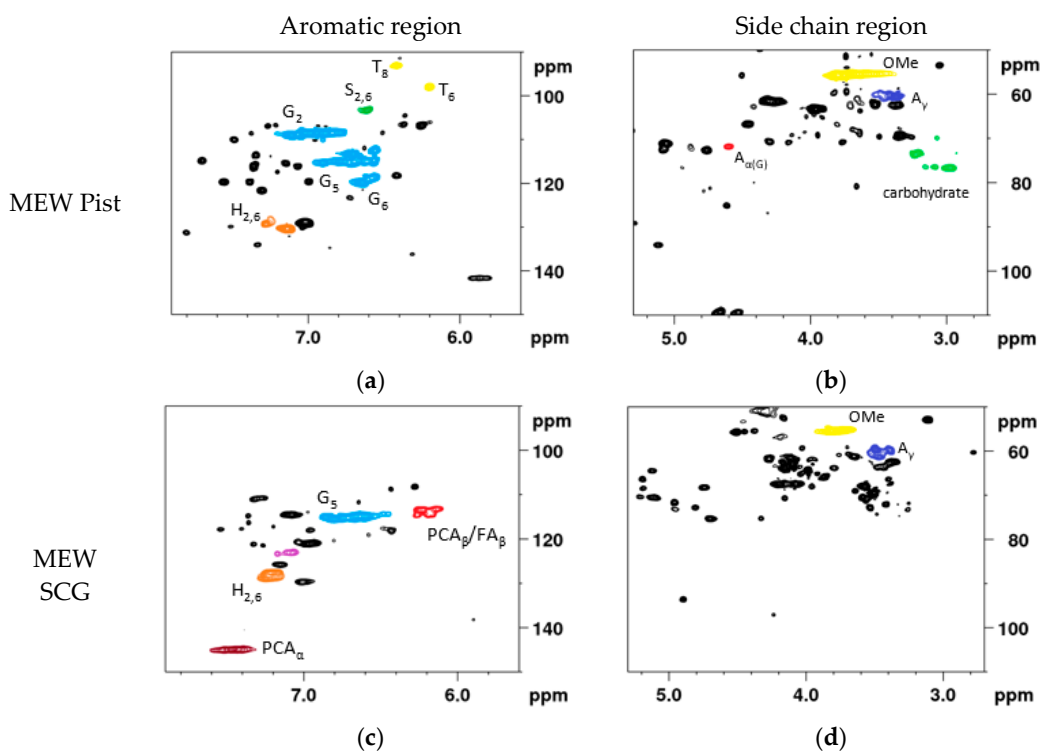 Aromatic region
Side chain region
MEW Pist
T8
T6
S2,6
G2
G5
G6
H2,6
ppm
100
120
140
7.0
6.0
ppm
OMe
Aγ
Aα(G)
carbohydrate
ppm
60
80
100
5.0
4.0
3.0
ppm
(a)
(b)
MEW
SCG
G5
PCAβ/FAβ
H2,6
PCAα
ppm
100
120
140
7.0
6.0
ppm
OMe
Aγ
ppm
60
80
100
5.0
4.0
3.0
ppm
(c)
(d)